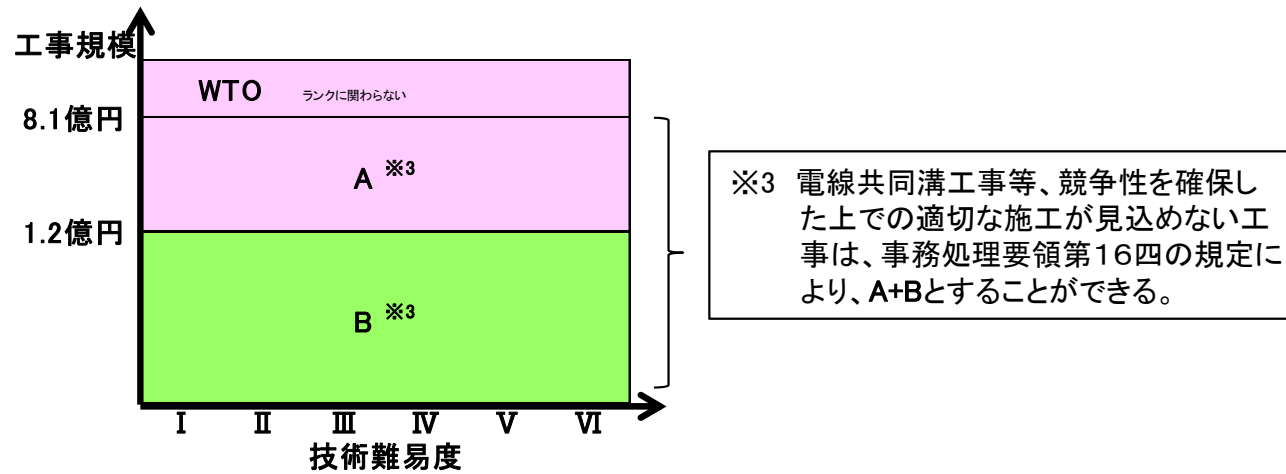 工事規模
WTO ランクに関わらない
8.1億円
A ※3
1.2億円
B ※3
Ⅰ Ⅱ Ⅲ Ⅳ Ⅴ Ⅵ
技術難易度
※3 電線共同溝工事等、競争性を確保し
た上での適切な施工が見込めない工
事は、事務処理要領第16四の規定に
より、A+Bとすることができる。